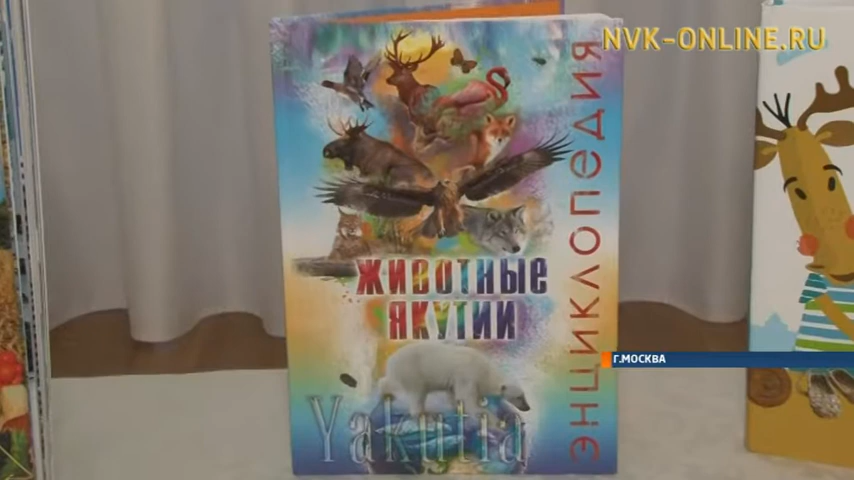 NVK-ONLINE.RU
ЭНЦИКЛОПЕДИЯ
ЖИВОТНЫЕ
ЯКУТИИ
Г.МОСКВА
Yakutia